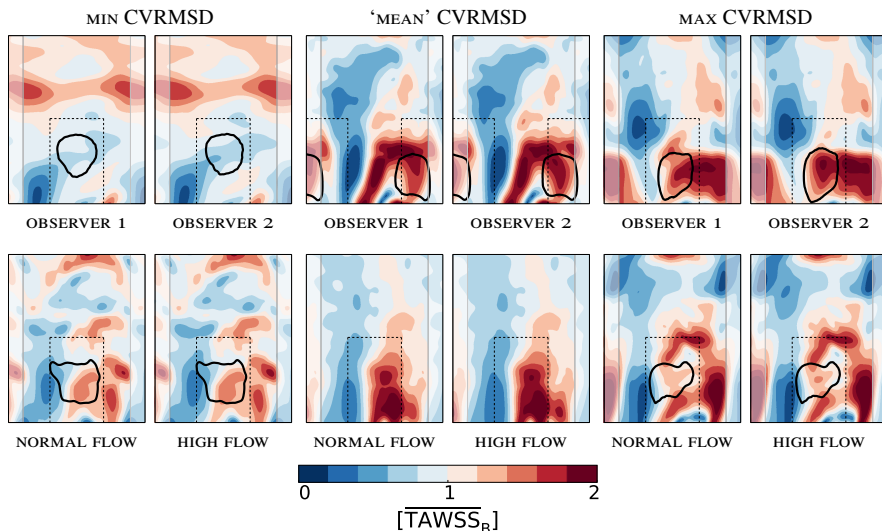 MIN CVRMSD
‘MEAN’ CVRMSD
MAX CVRMSD
OBSERVER 1
OBSERVER 2
OBSERVER 1
OBSERVER 2
OBSERVER 1
OBSERVER 2
NORMAL FLOW
HIGH FLOW
NORMAL FLOW
HIGH FLOW
NORMAL FLOW
HIGH FLOW
0 1 2
[TAWSS_B]